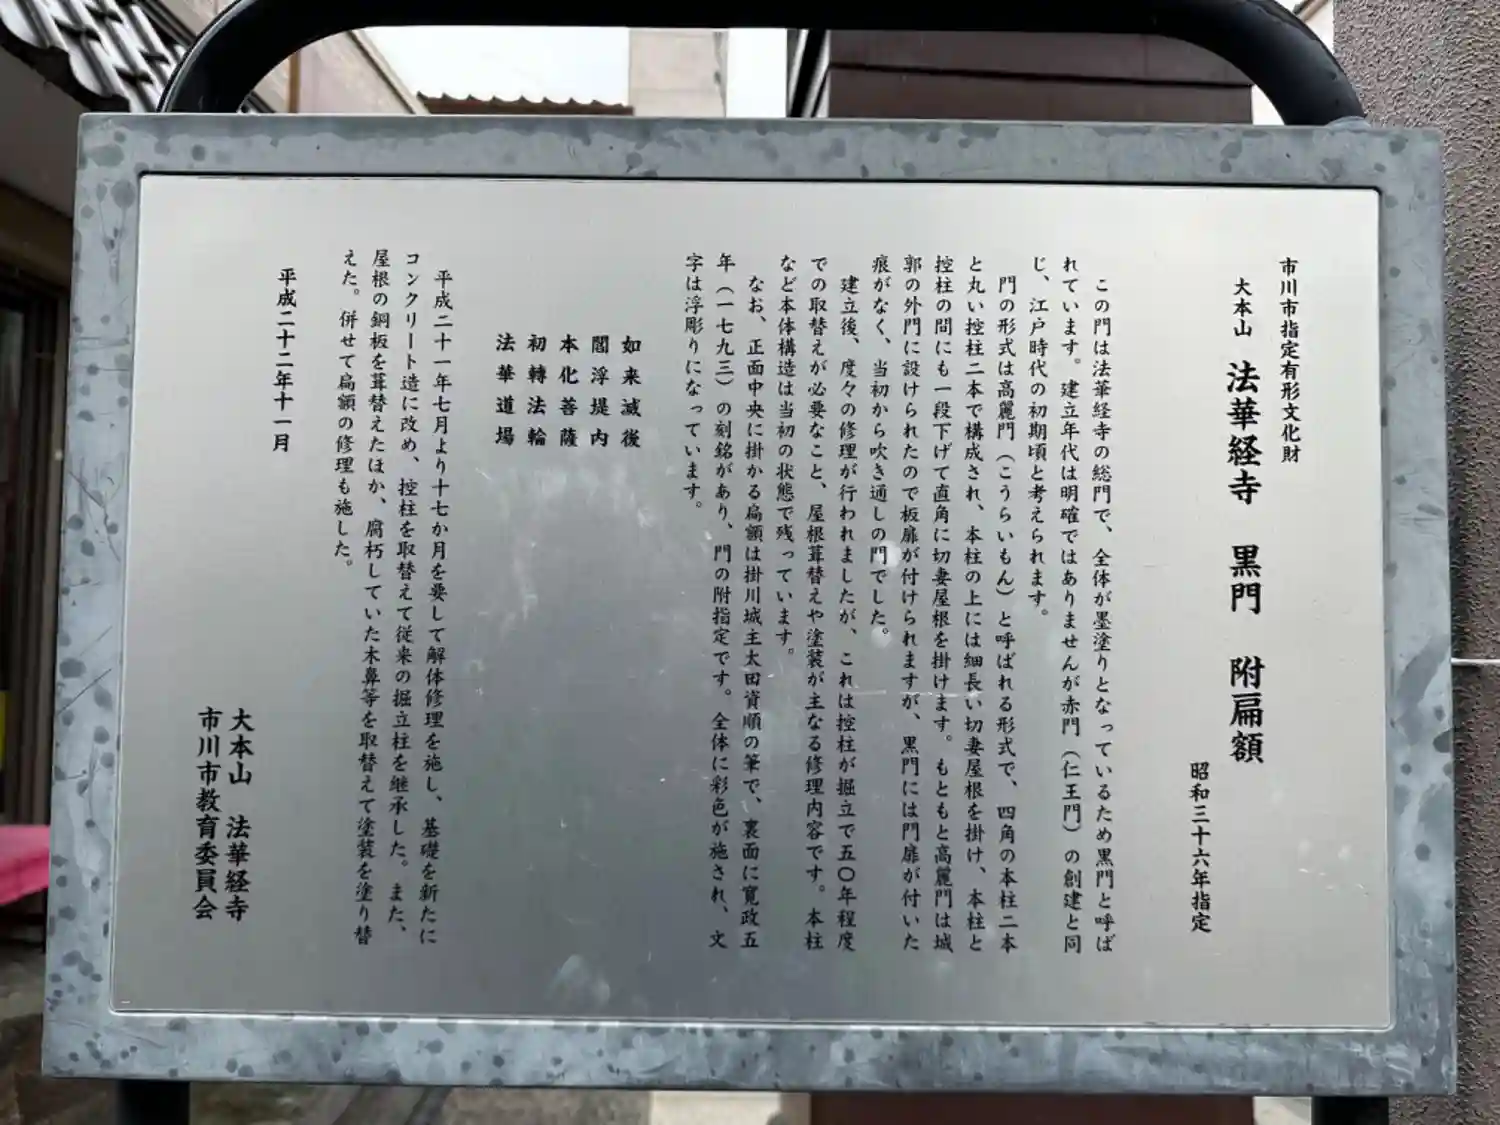 市川市指定有形文化財
大本山 法華経寺 黒門 附扁額
昭和三十六年指定
この門は法華経寺の総門で、全体が墨塗りとなっているため黒門と呼ば
れています。建立年代は明確ではありませんが赤門（仁王門）の創建と同
じ、江戸時代の初期頃と考えられます。
門の形式は高麗門（こうらいもん）と呼ばれる形式で、四角の本柱二本
と丸い控柱二本で構成され、本柱の上には細長い切妻屋根を掛け、本柱と
控柱の間にも一段下げて直角に切妻屋根を掛けます。もともと高麗門は城
郭の外門に設けられたので板扉が付けられますが、黒門には門扉が付いた
痕がなく、当初から吹き通しの門でした。
建立後、度々の修理が行われましたが、これは控柱が掘立で五〇年程度
での取替えが必要なこと、屋根葺替えや塗装が主なる修理内容です。本柱
など本体構造は当初の状態で残っています。
なお、正面中央に掛かる扁額は掛川城主太田資順の筆で、裏面に寛政五
年（一七九三）の刻銘があり、門の附指定です。全体に彩色が施され、文
字は浮彫りになっています。
如来滅後
閻浮提内
本化菩薩
初轉法輪
法華道場
平成二十一年七月より十七か月を要して解体修理を施し、基礎を新たに
コンクリート造に改め、控柱を取替えて従来の掘立柱を継承した。また、
屋根の銅板を葺替えたほか、腐朽していた木鼻等を取替えて塗装を塗り替
えた。併せて扁額の修理も施した。
平成二十二年十一月
大本山 法華経寺
市川市教育委員会